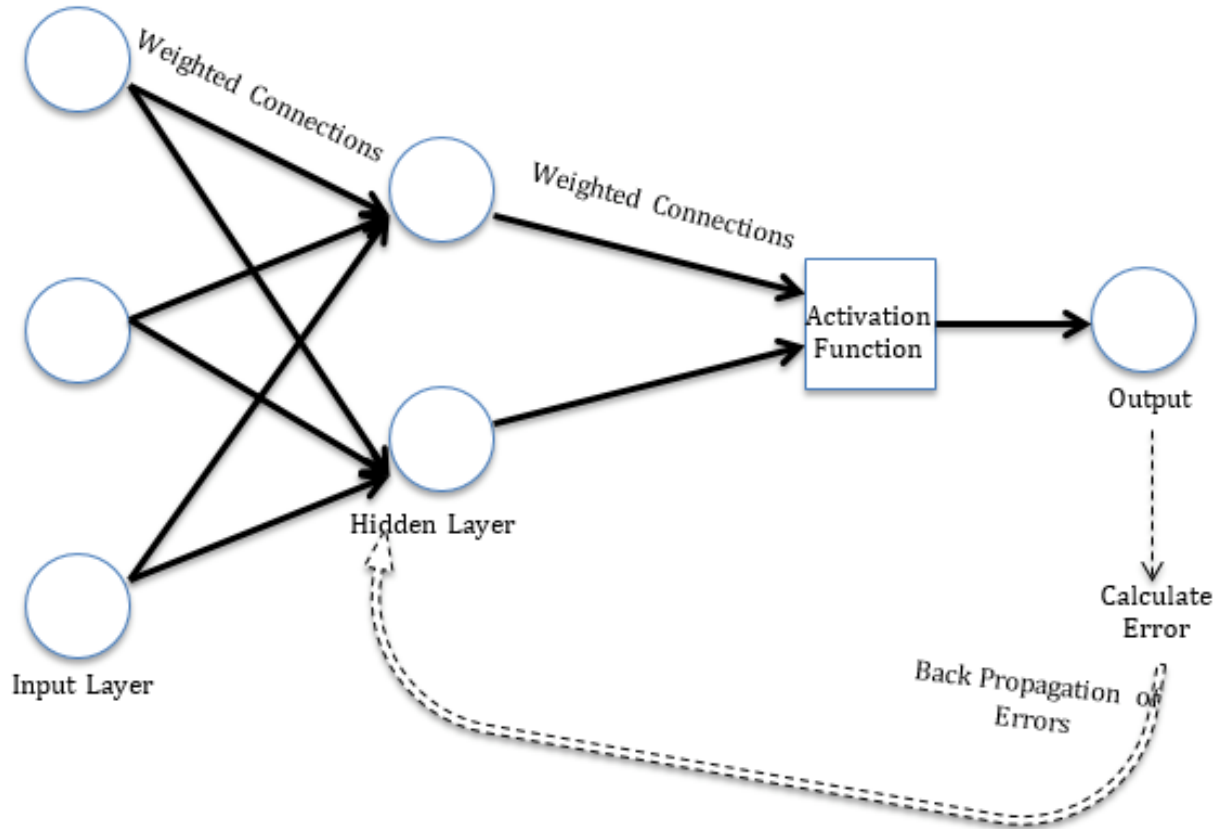 Weighted Connections
Weighted Connections
Activation
Function
Output
Hidden Layer
Calculate
Error
Input Layer
Back Propagation of
Errors